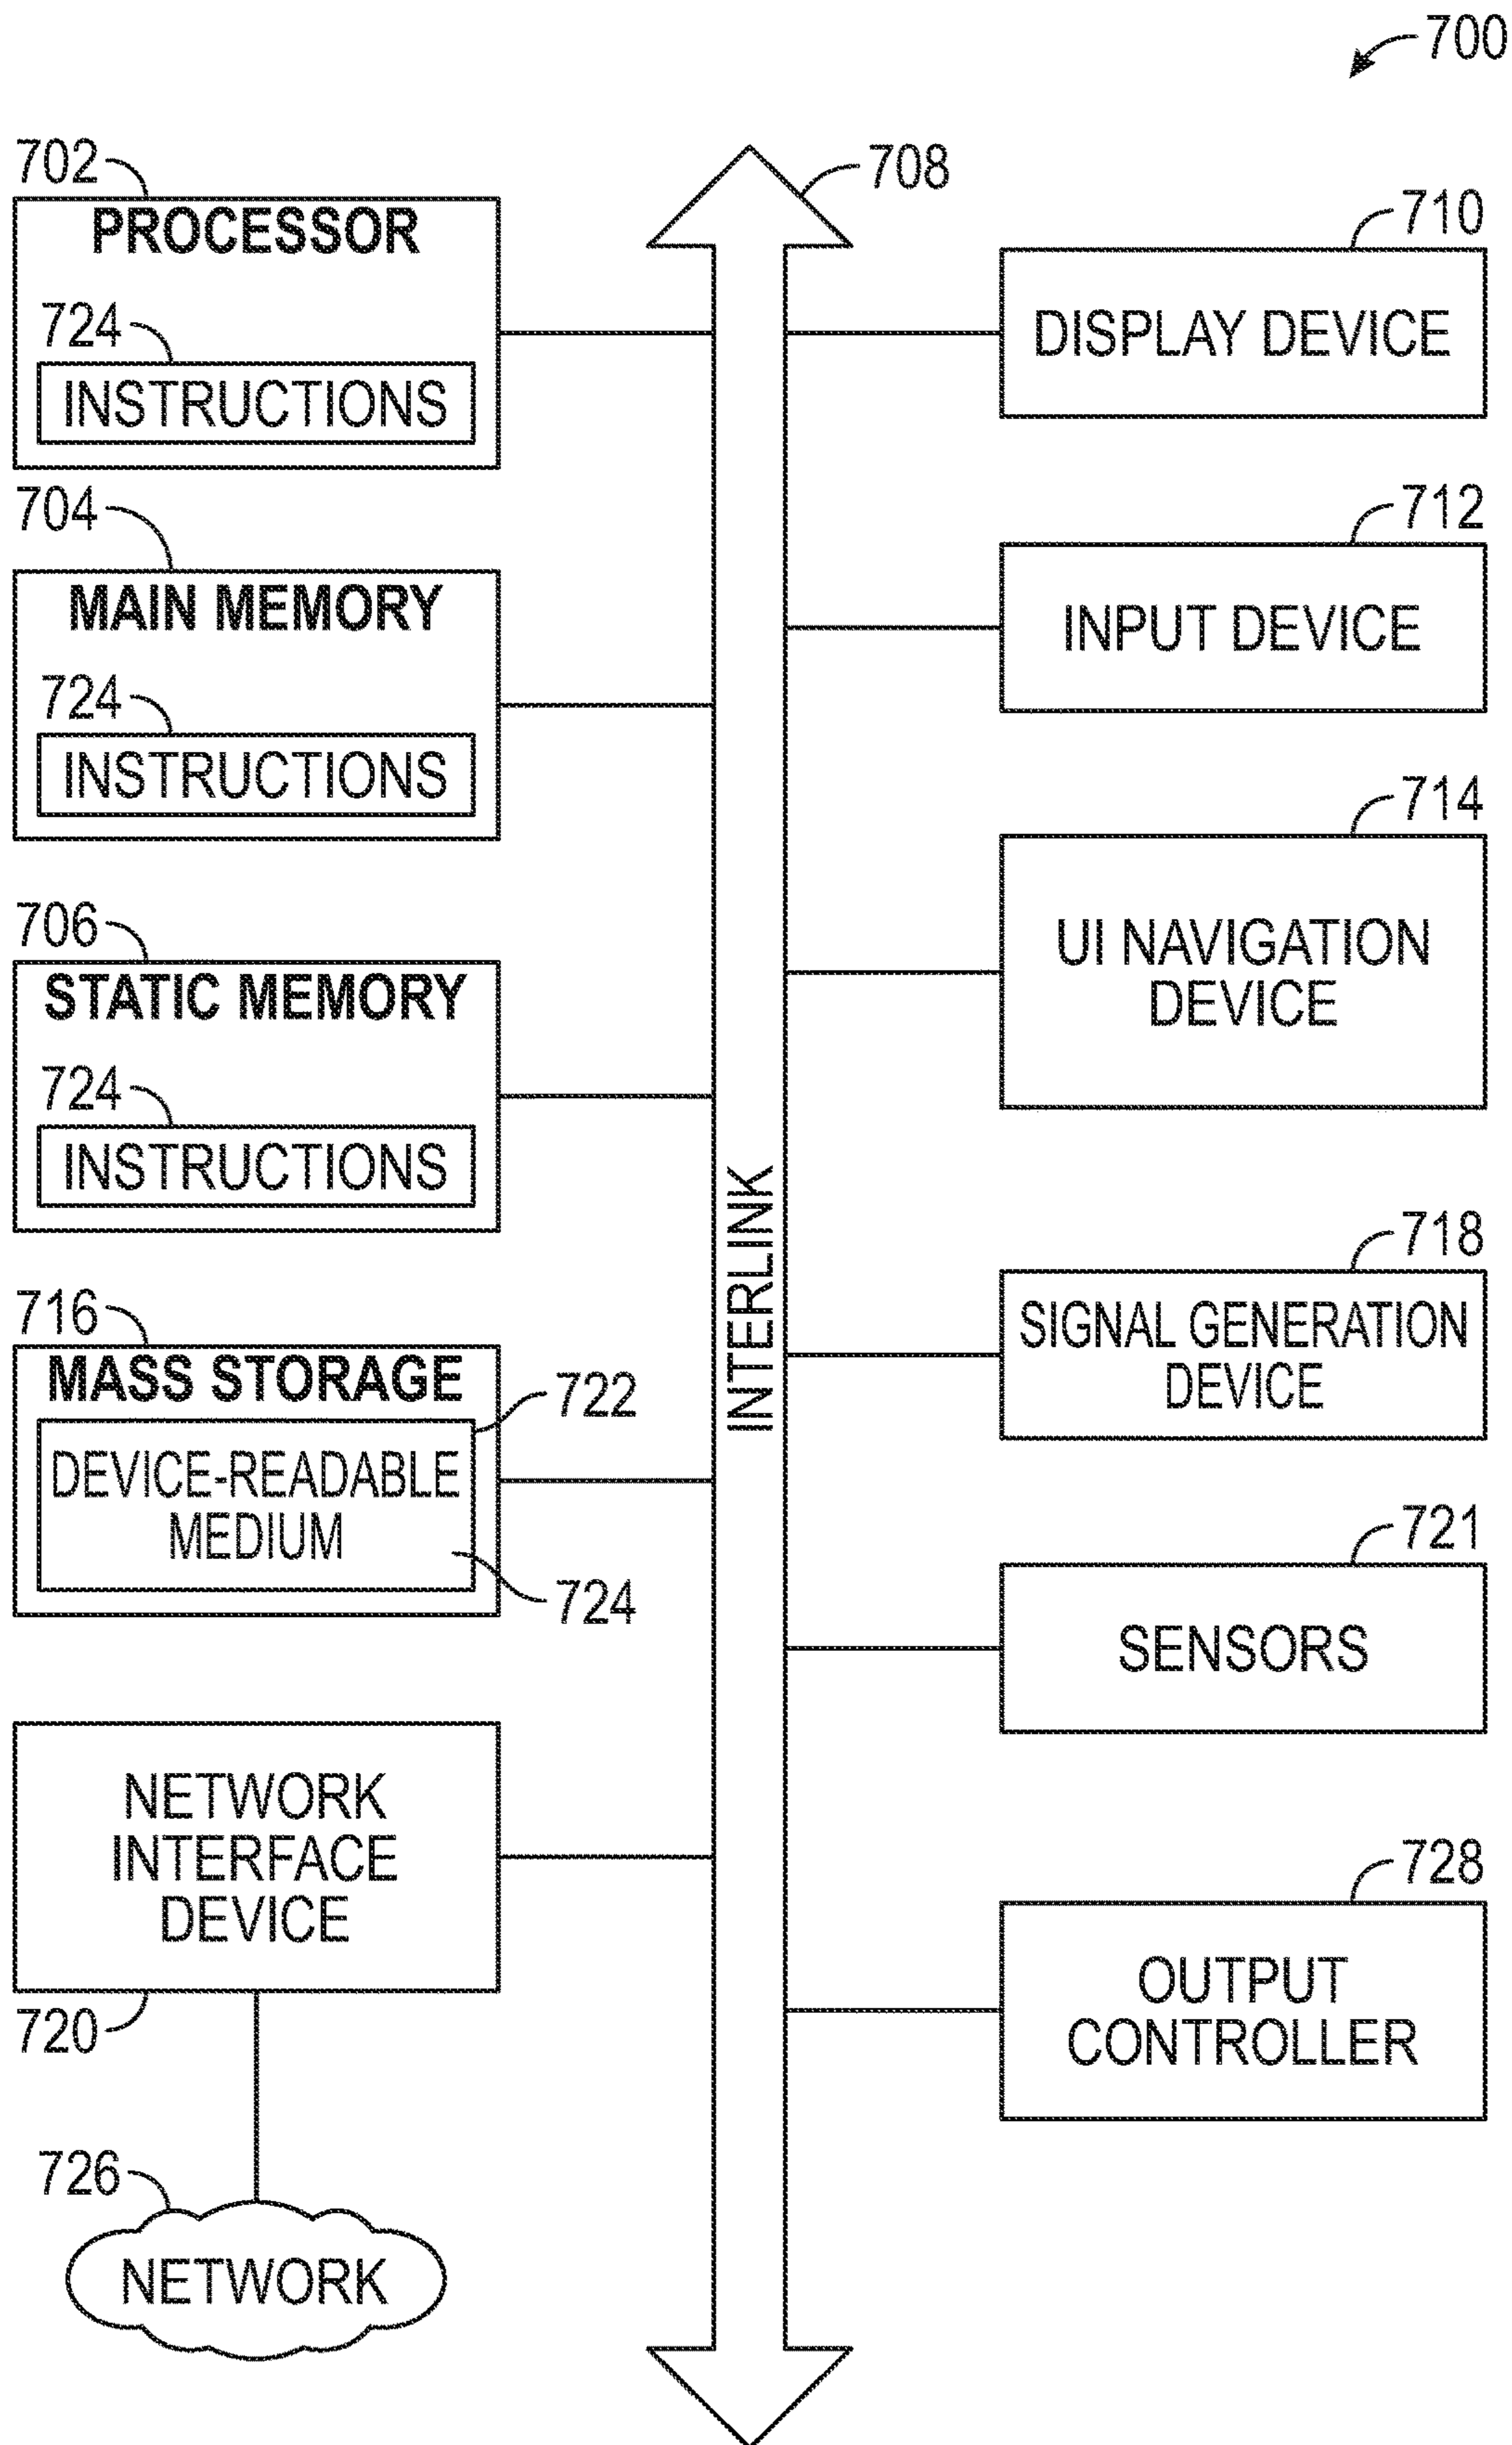 700
702
PROCESSOR
724
INSTRUCTIONS
704
MAIN MEMORY
724
INSTRUCTIONS
706
STATIC MEMORY
724
INSTRUCTIONS
716
MASS STORAGE
722
DEVICE-READABLE
MEDIUM
724
NETWORK
INTERFACE
DEVICE
720
726
NETWORK
708
INTERLINK
710
DISPLAY DEVICE
712
INPUT DEVICE
714
UI NAVIGATION
DEVICE
718
SIGNAL GENERATION
DEVICE
721
SENSORS
728
OUTPUT
CONTROLLER